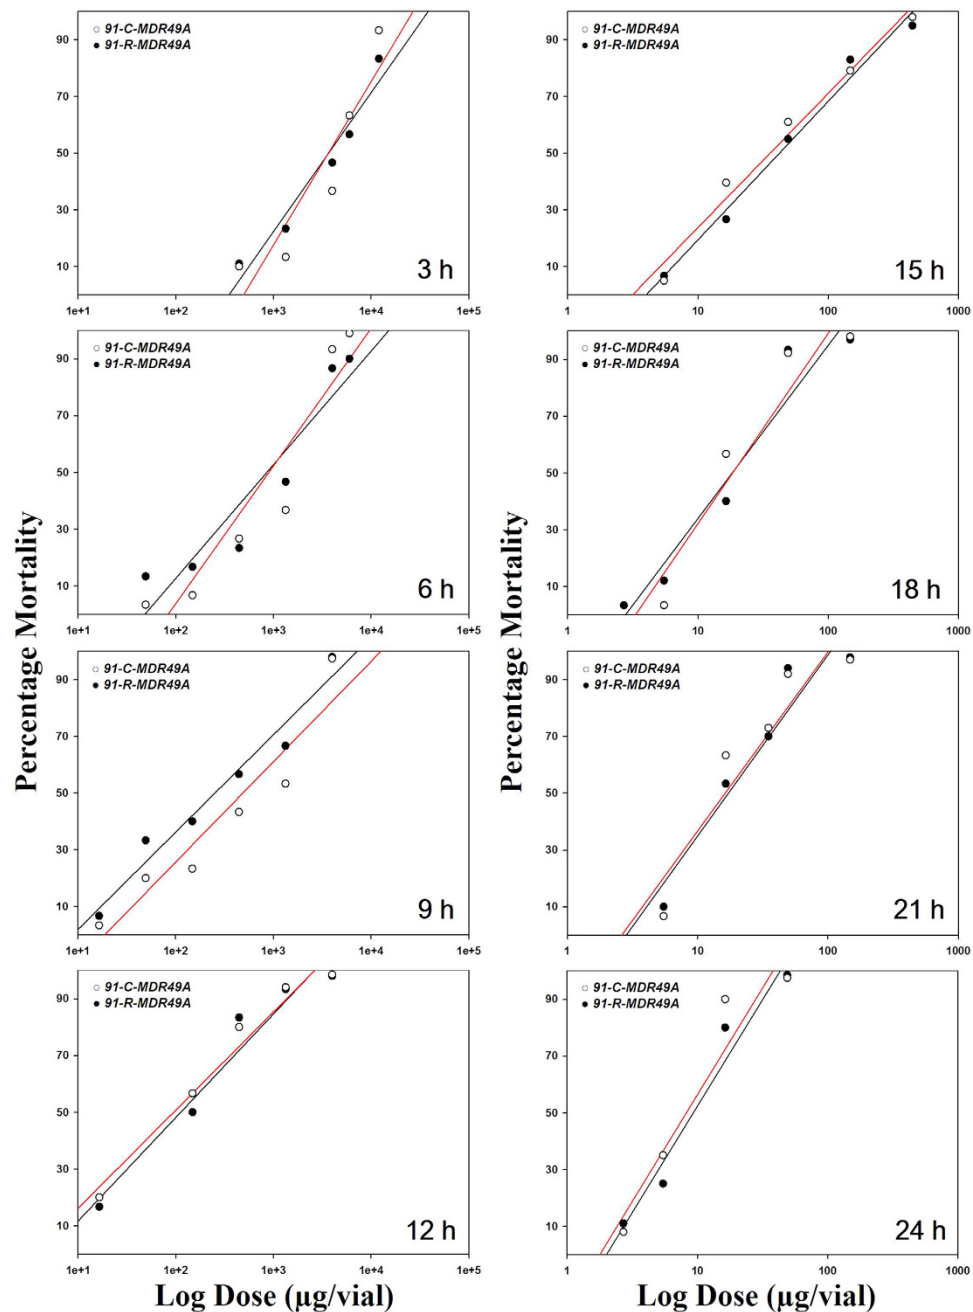 91-C-MDR49A
91-R-MDR49A
90
70
50
30
10
3 h
1e+1
1e+2
1e+3
1e+4
1e+5
91-C-MDR49A
91-R-MDR49A
90
70
50
30
10
15 h
1
10
100
1000
91-C-MDR49A
91-R-MDR49A
90
70
50
30
10
6 h
1e+1
1e+2
1e+3
1e+4
1e+5
91-C-MDR49A
91-R-MDR49A
90
70
50
30
10
18 h
1
10
100
1000
Percentage Mortality
Percentage Mortality
91-C-MDR49A
91-R-MDR49A
90
70
50
30
10
9 h
1e+1
1e+2
1e+3
1e+4
1e+5
91-C-MDR49A
91-R-MDR49A
90
70
50
30
10
21 h
1
10
100
1000
91-C-MDR49A
91-R-MDR49A
90
70
50
30
10
12 h
1e+1
1e+2
1e+3
1e+4
1e+5
Log Dose (µg/vial)
91-C-MDR49A
91-R-MDR49A
90
70
50
30
10
24 h
1
10
100
1000
Log Dose (µg/vial)